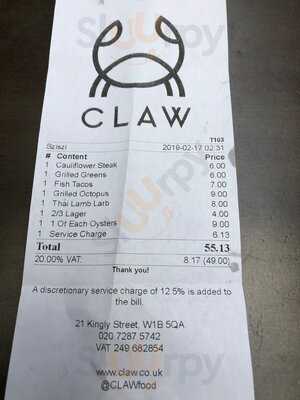 CLAW
T103
Sziszi 2019-02-17 02:31
# Content Price
1 Cauliflower Steak 6.00
1 Grilled Greens 6.00
1 Fish Tacos 7.00
1 Grilled Octopus 9.00
1 Thai Lamb Larb 8.00
1 2/3 Lager 4.00
1 1 Of Each Oysters 9.00
1 Service Charge 6.13
Total 55.13
20.00% VAT: 8.17 (49.00)
Thank you!
A discretionary service charge of 12.5% is added to
the bill.
21 Kingly Street, W1B 5QA
020 7287 5742
VAT 249 682854
www.claw.co.uk
@CLAWfood